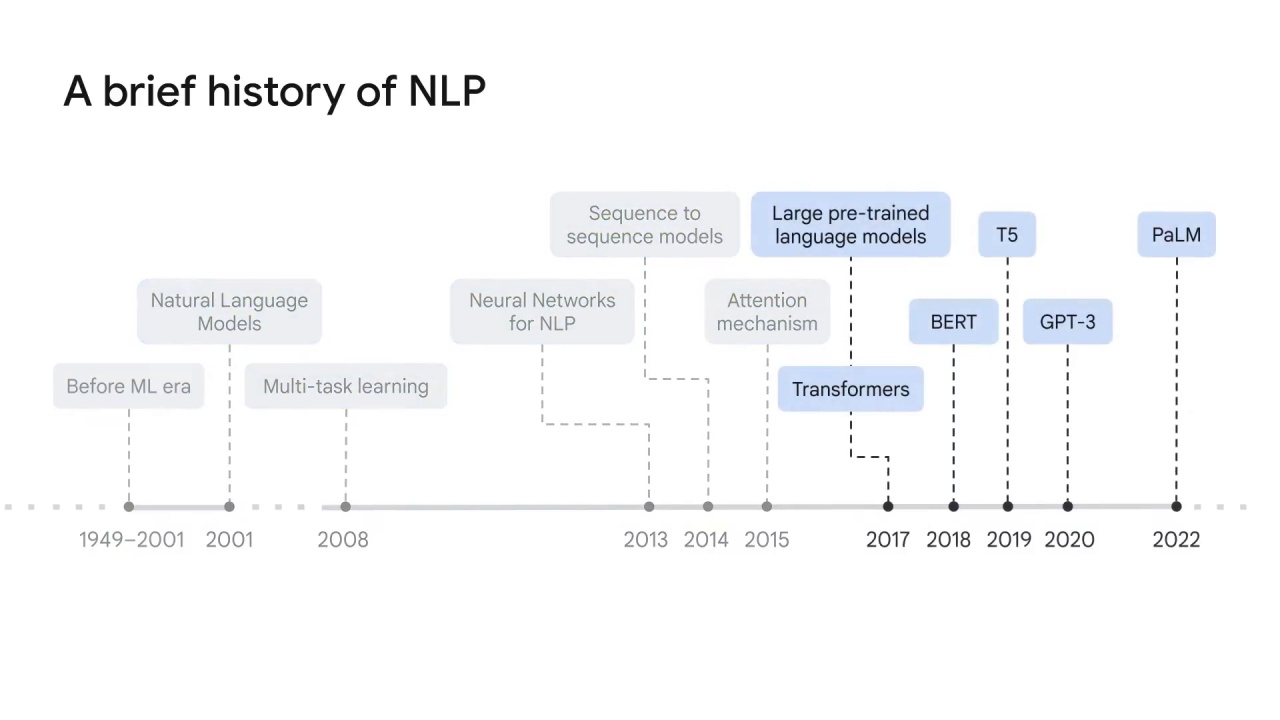 A brief history of NLP
Sequence to
sequence models
Large pre-trained
language models
T5
PaLM
Natural Language
Models
Neural Networks
for NLP
Attention
mechanism
BERT
GPT-3
Before ML era
Multi-task learning
Transformers
1949–2001
2001
2008
2013
2014
2015
2017
2018
2019
2020
2022